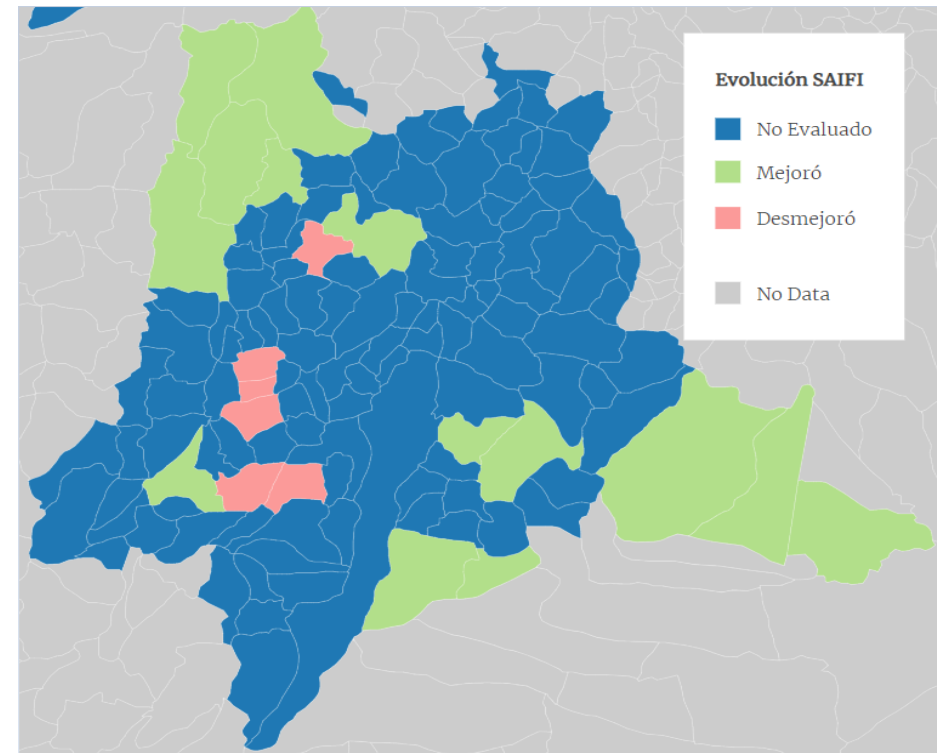 Evolución SAIFI
No Evaluado
Mejoró
Desmejoró
No Data